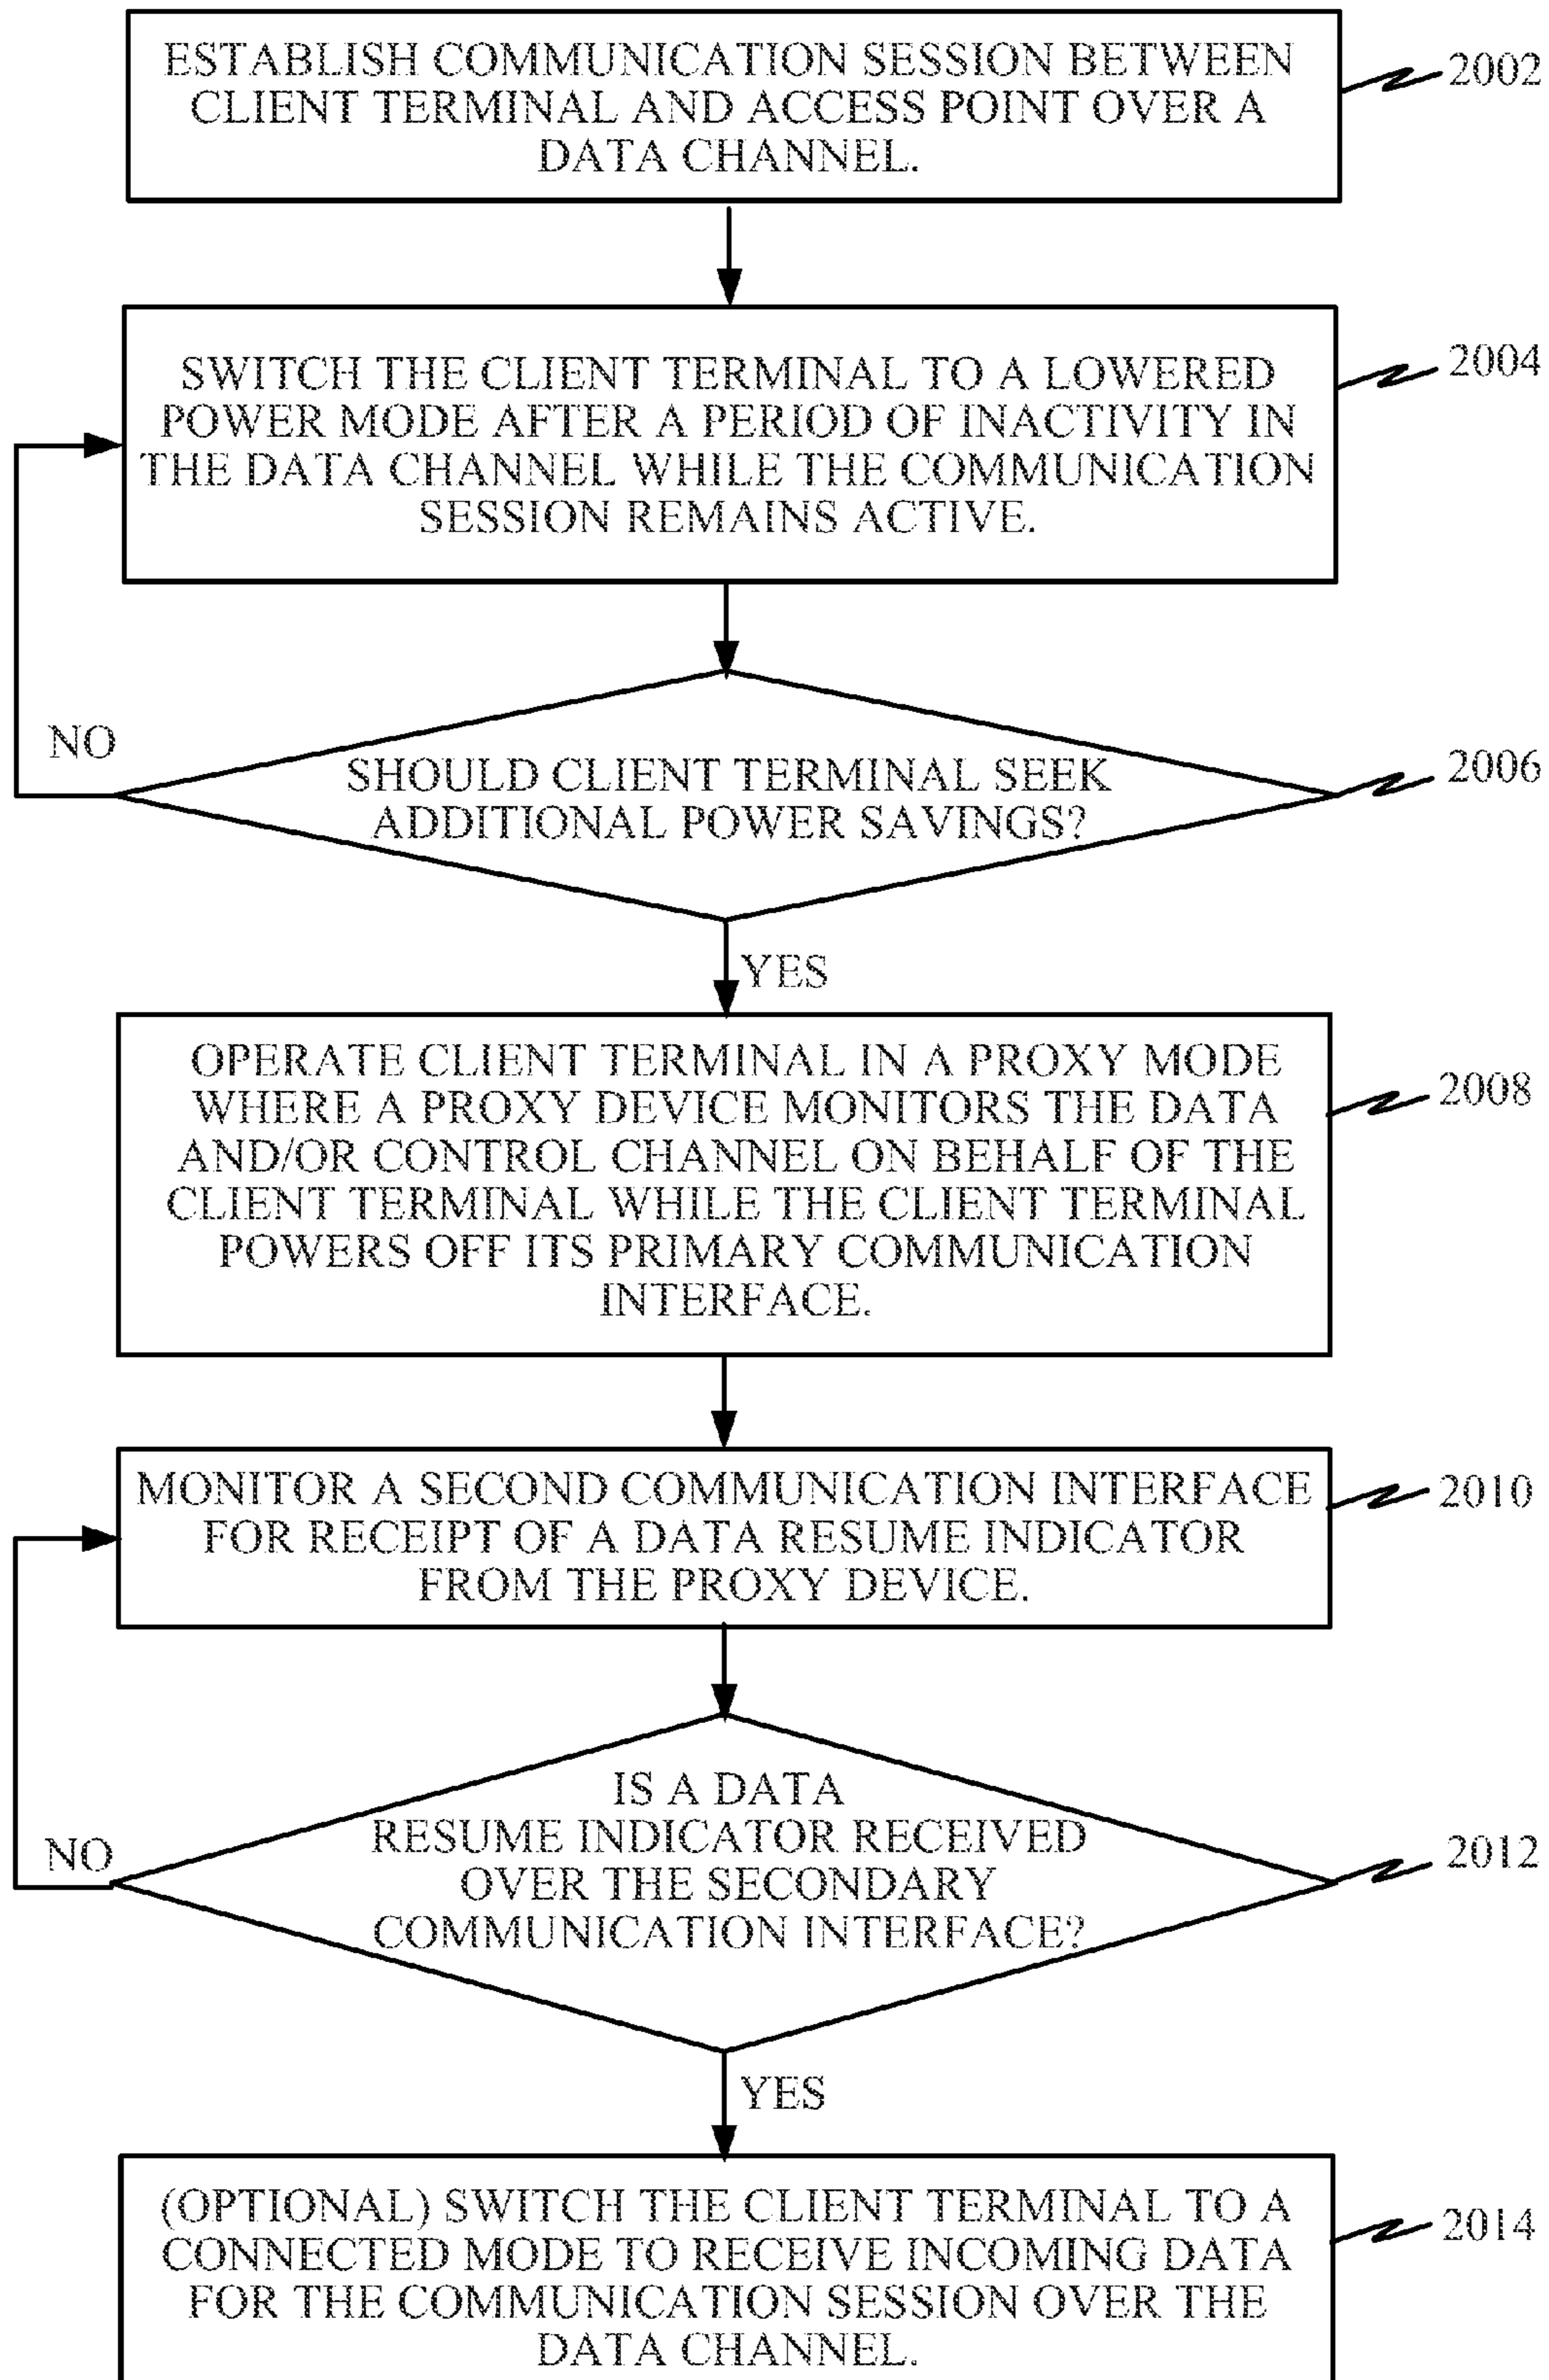 ESTABLISH COMMUNICATION SESSION BETWEEN
CLIENT TERMINAL AND ACCESS POINT OVER A
DATA CHANNEL.
2002
SWITCH THE CLIENT TERMINAL TO A LOWERED
POWER MODE AFTER A PERIOD OF INACTIVITY IN
THE DATA CHANNEL WHILE THE COMMUNICATION
SESSION REMAINS ACTIVE.
2004
NO
SHOULD CLIENT TERMINAL SEEK
ADDITIONAL POWER SAVINGS?
2006
YES
OPERATE CLIENT TERMINAL IN A PROXY MODE
WHERE A PROXY DEVICE MONITORS THE DATA
AND/OR CONTROL CHANNEL ON BEHALF OF THE
CLIENT TERMINAL WHILE THE CLIENT TERMINAL
POWERS OFF ITS PRIMARY COMMUNICATION
INTERFACE.
2008
MONITOR A SECOND COMMUNICATION INTERFACE
FOR RECEIPT OF A DATA RESUME INDICATOR
FROM THE PROXY DEVICE.
2010
NO
IS A DATA
RESUME INDICATOR RECEIVED
OVER THE SECONDARY
COMMUNICATION INTERFACE?
2012
YES
(OPTIONAL) SWITCH THE CLIENT TERMINAL TO A
CONNECTED MODE TO RECEIVE INCOMING DATA
FOR THE COMMUNICATION SESSION OVER THE
DATA CHANNEL.
2014